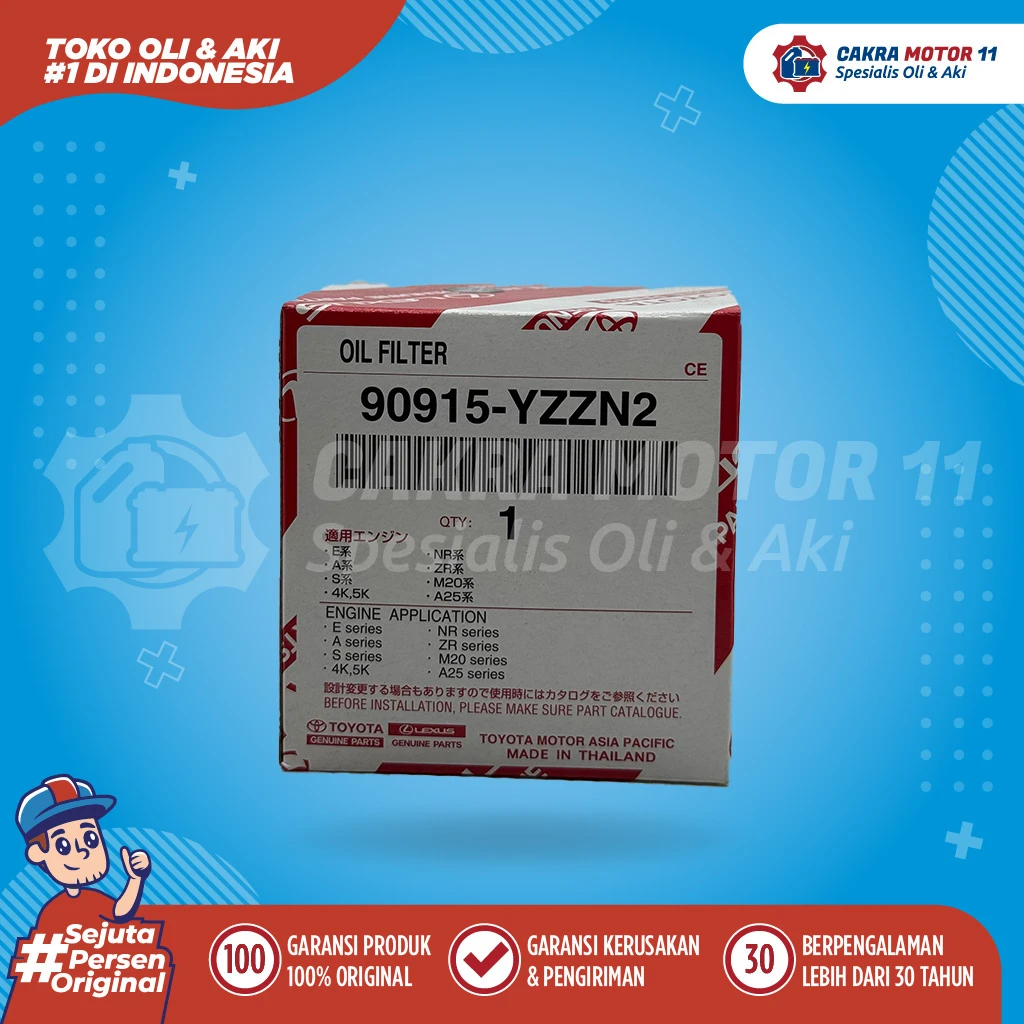 TOKO OLI & AKI
#1 DI INDONESIA
CAKRA MOTOR 11
Spesialis Oli & Aki
OIL FILTER
CE
90915-YZZN2
CAKRA MOTOR 11
Spesialis Oli & Aki
QTY: 1
適用エンジン
・E系 ・NR系
・A系 ・ZR系
・S系 ・M20系
・4K,5K ・A25系
ENGINE APPLICATION
・E series ・NR series
・A series ・ZR series
・S series ・M20 series
・4K,5K ・A25 series
設計変更する場合もありますので使用時にはカタログをご参照ください
BEFORE INSTALLATION, PLEASE MAKE SURE PART CATALOGUE.
TOYOTA
GENUINE PARTS
LEXUS
GENUINE PARTS
TOYOTA MOTOR ASIA PACIFIC
MADE IN THAILAND
#Sejuta
Persen
Original
100
GARANSI PRODUK
100% ORIGINAL
GARANSI KERUSAKAN
& PENGIRIMAN
30
BERPENGALAMAN
LEBIH DARI 30 TAHUN